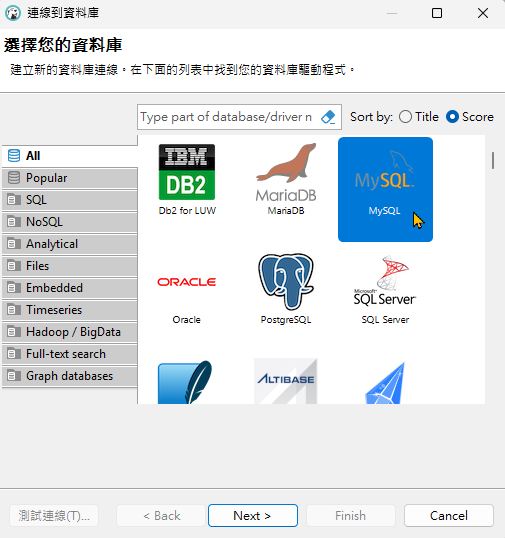 連線到資料庫
選擇您的資料庫
建立新的資料庫連線。在下面的列表中找到您的資料庫驅動程式。
Type part of database/driver n
Sort by: Title Score
All
Popular
SQL
NoSQL
Analytical
Files
Embedded
Timeseries
Hadoop / BigData
Full-text search
Graph databases
IBM
DB2
Db2 for LUW
MariaDB
MariaDB
MySQL
MySQL
ORACLE
Oracle
PostgreSQL
Microsoft
SQL Server
SQL Server
ALTIBASE
測試連線(T)...
< Back
Next >
Finish
Cancel